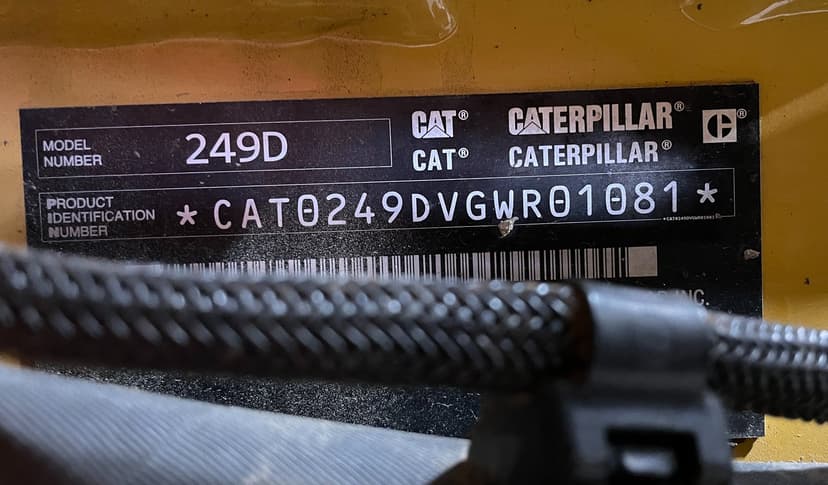 MODEL NUMBER 249D
CAT® CATERPILLAR® C®
CAT® CATERPILLAR®
PRODUCT IDENTIFICATION NUMBER *CAT0249DVGWR01081*
INC.